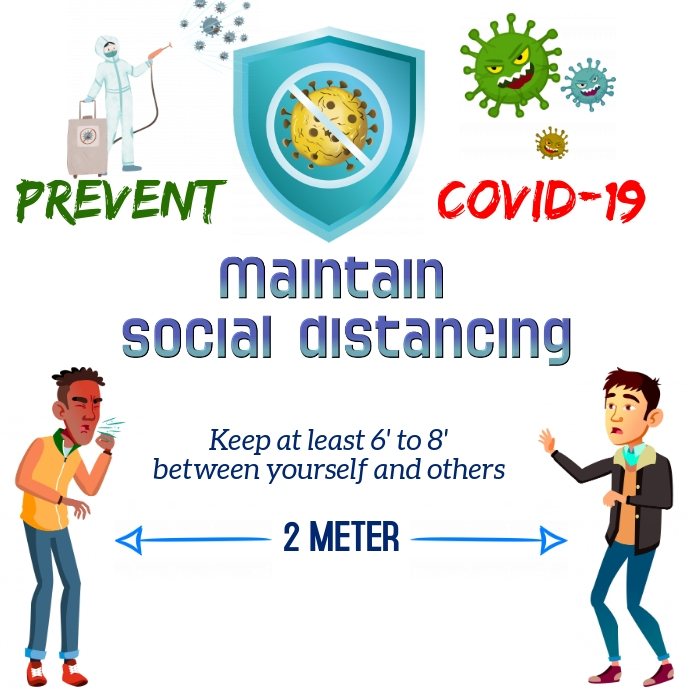 PREVENT
COVID-19
Maintain
social distancing
Keep at least 6' to 8'
between yourself and others
2 METER